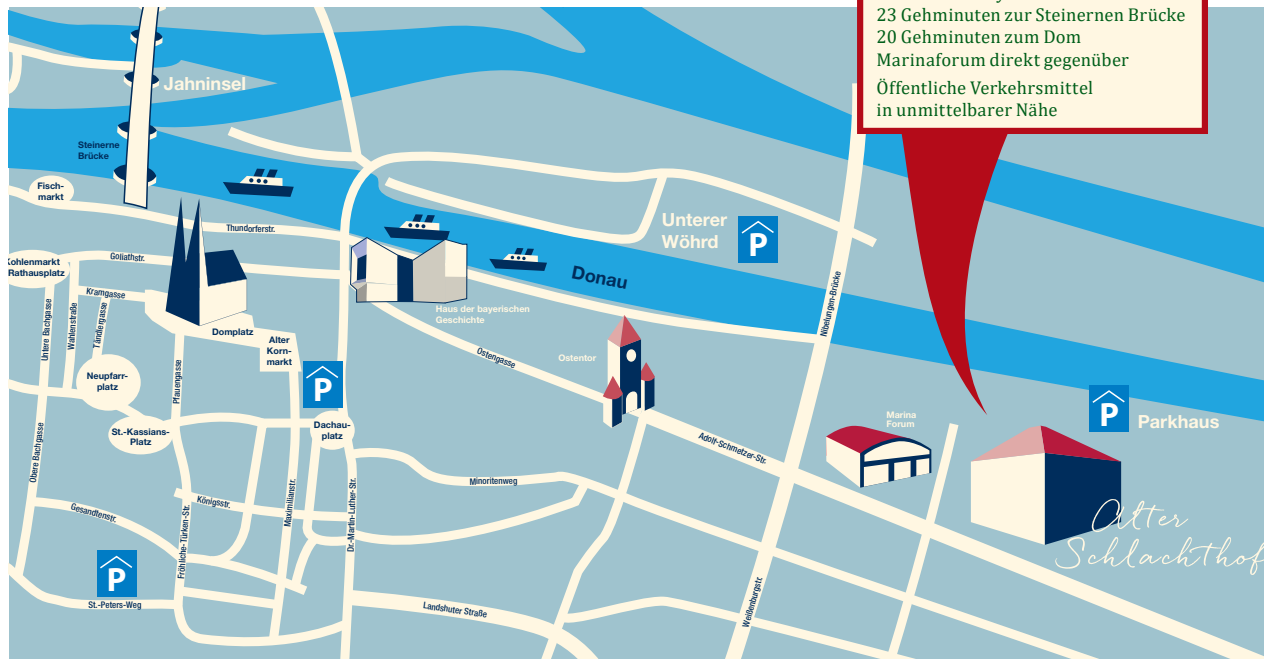 23 Gehminuten zur Steinernen Brücke
20 Gehminuten zum Dom
Marinaforum direkt gegenüber
Öffentliche Verkehrsmittel
in unmittelbarer Nähe
Jahninsel
Steinerne
Brücke
Fisch-
markt
Thundorferstr.
Unterer
Wöhrd
P
Kohlenmarkt
Rathausplatz
Goliathstr.
Donau
Nibelungen-Brücke
Kramgasse
Haus der bayerischen
Geschichte
Untere Bachgasse
Wahlenstraße
Tändlergasse
Domplatz
Alter
Korn-
markt
Ostengasse
Ostentor
P
Neupfarr-
platz
Pfauengasse
P
Parkhaus
Marina
Forum
St.-Kassians-
Platz
Dachau-
platz
Adolf-Schmetzer-Str.
Obere Bachgasse
Minoritenweg
Königsstr.
Maximilianstr.
Dr.-Martin-Luther-Str.
Gesandtenstr.
Fröhliche-Türken-Str.
Alter
Schlachthof
P
St.-Peters-Weg
Landshuter Straße
Weißenburgstr.